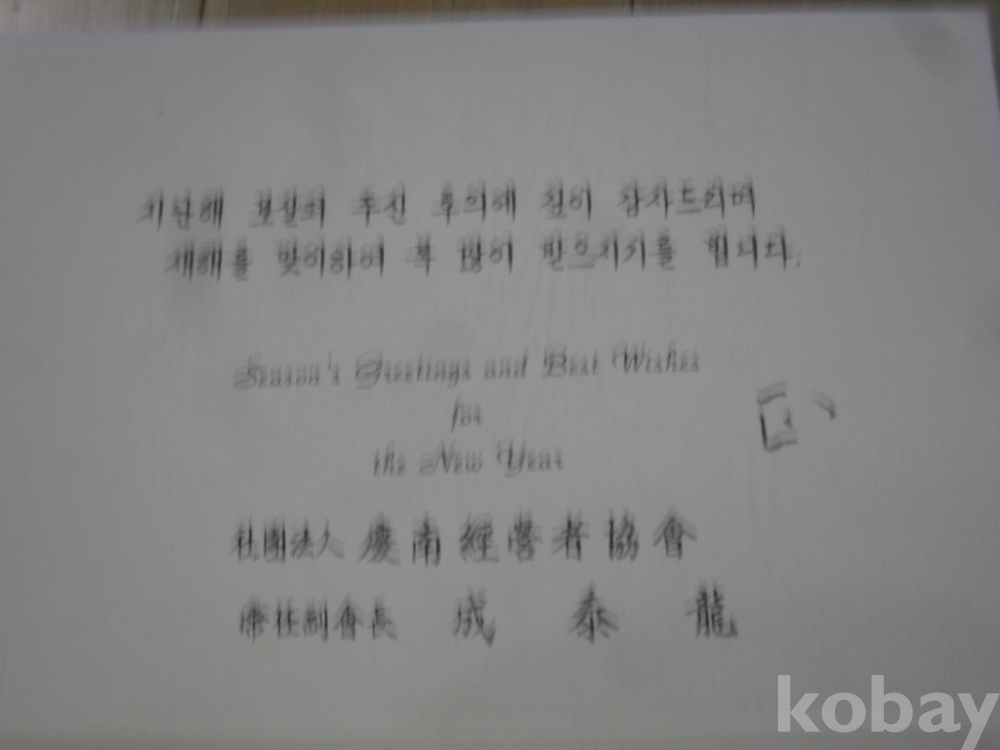 지난해 보살펴 주신 후의에 깊이 감사드리며
새해를 맞이하여 복 많이 받으시기를 빕니다.
Season's Greetings and Best Wishes
for
the New Year
社團法人 慶南經營者協會
常任副會長 成泰龍
kobay